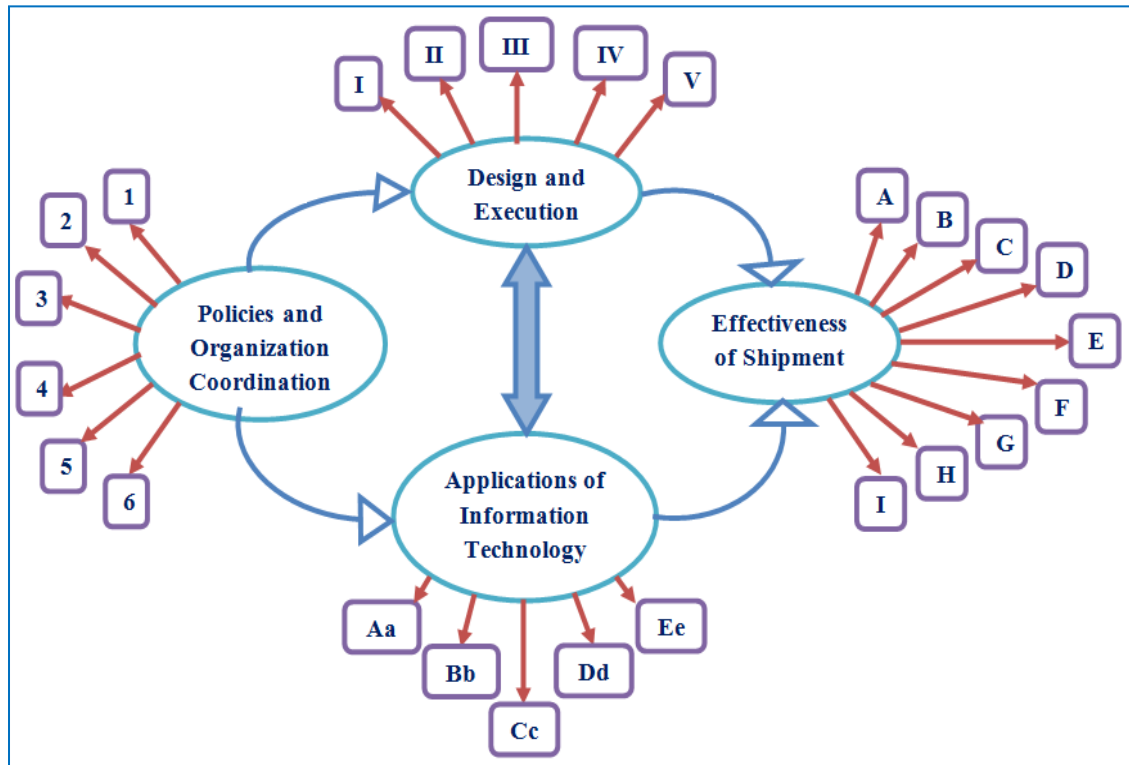 I
II
III
IV
V
Design and
Execution
1
2
3
4
5
6
Policies and
Organization
Coordination
Effectiveness
of Shipment
A
B
C
D
E
F
G
H
I
Applications of
Information
Technology
Aa
Bb
Cc
Dd
Ee